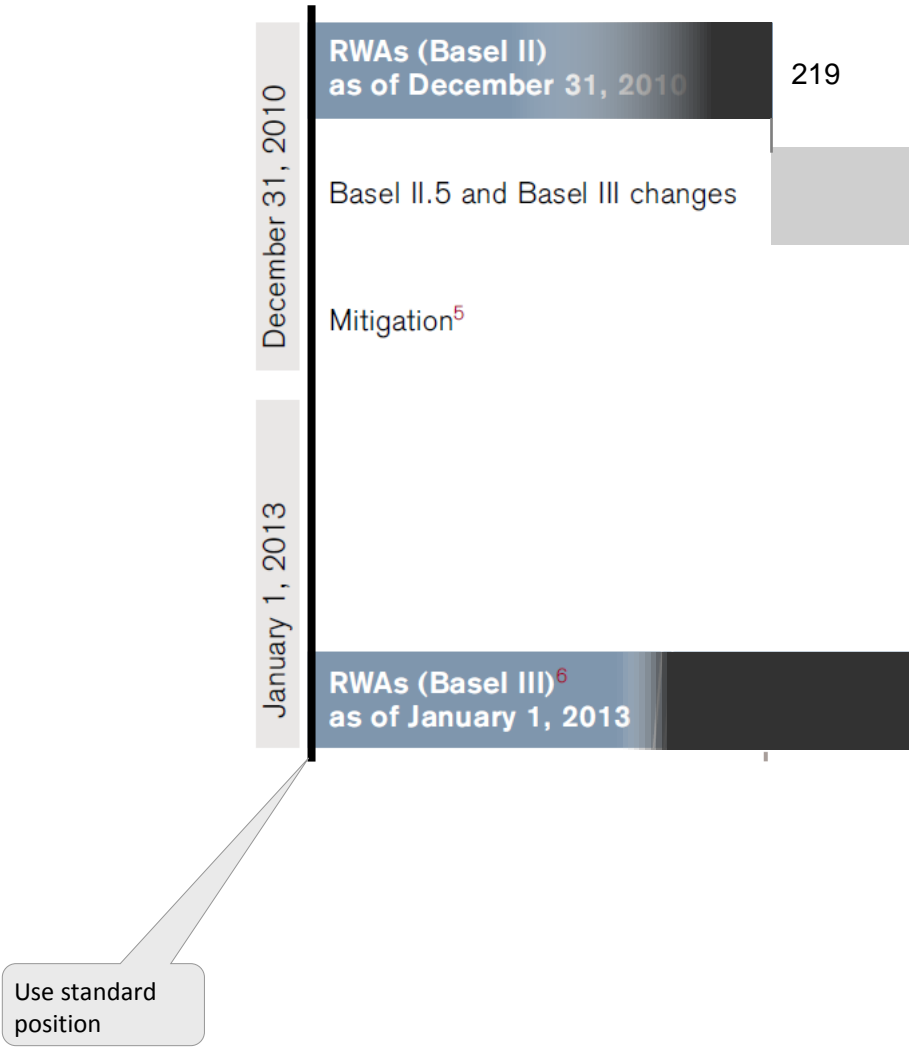 December 31, 2010
RWAs (Basel II)
as of December 31, 2010
219
Basel II.5 and Basel III changes
Mitigation5
January 1, 2013
RWAs (Basel III)6
as of January 1, 2013
Use standard
position